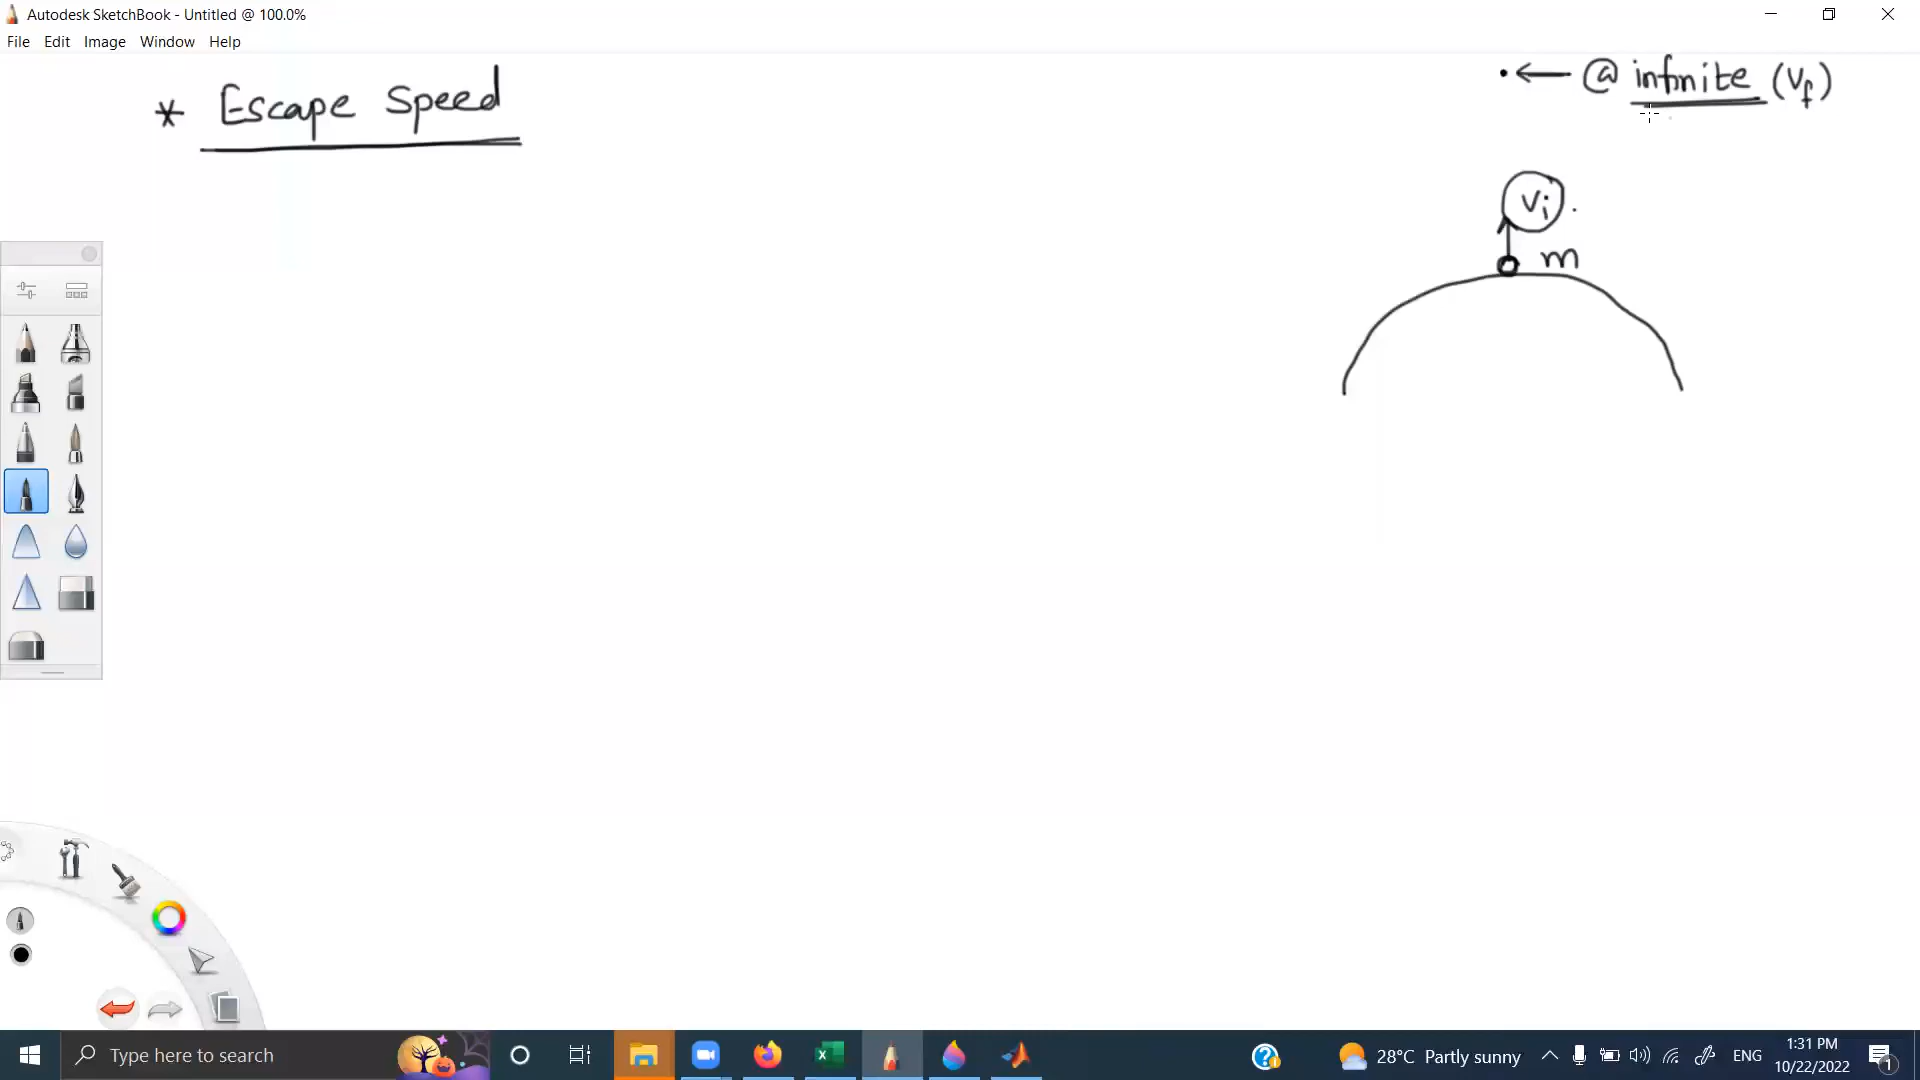 Autodesk SketchBook - Untitled @ 100.0%
File Edit Image Window Help
* Escape Speed
@ infinite (Vf)
Vi
m
Type here to search
28°C Partly sunny
ENG
1:31 PM
10/22/2022
1